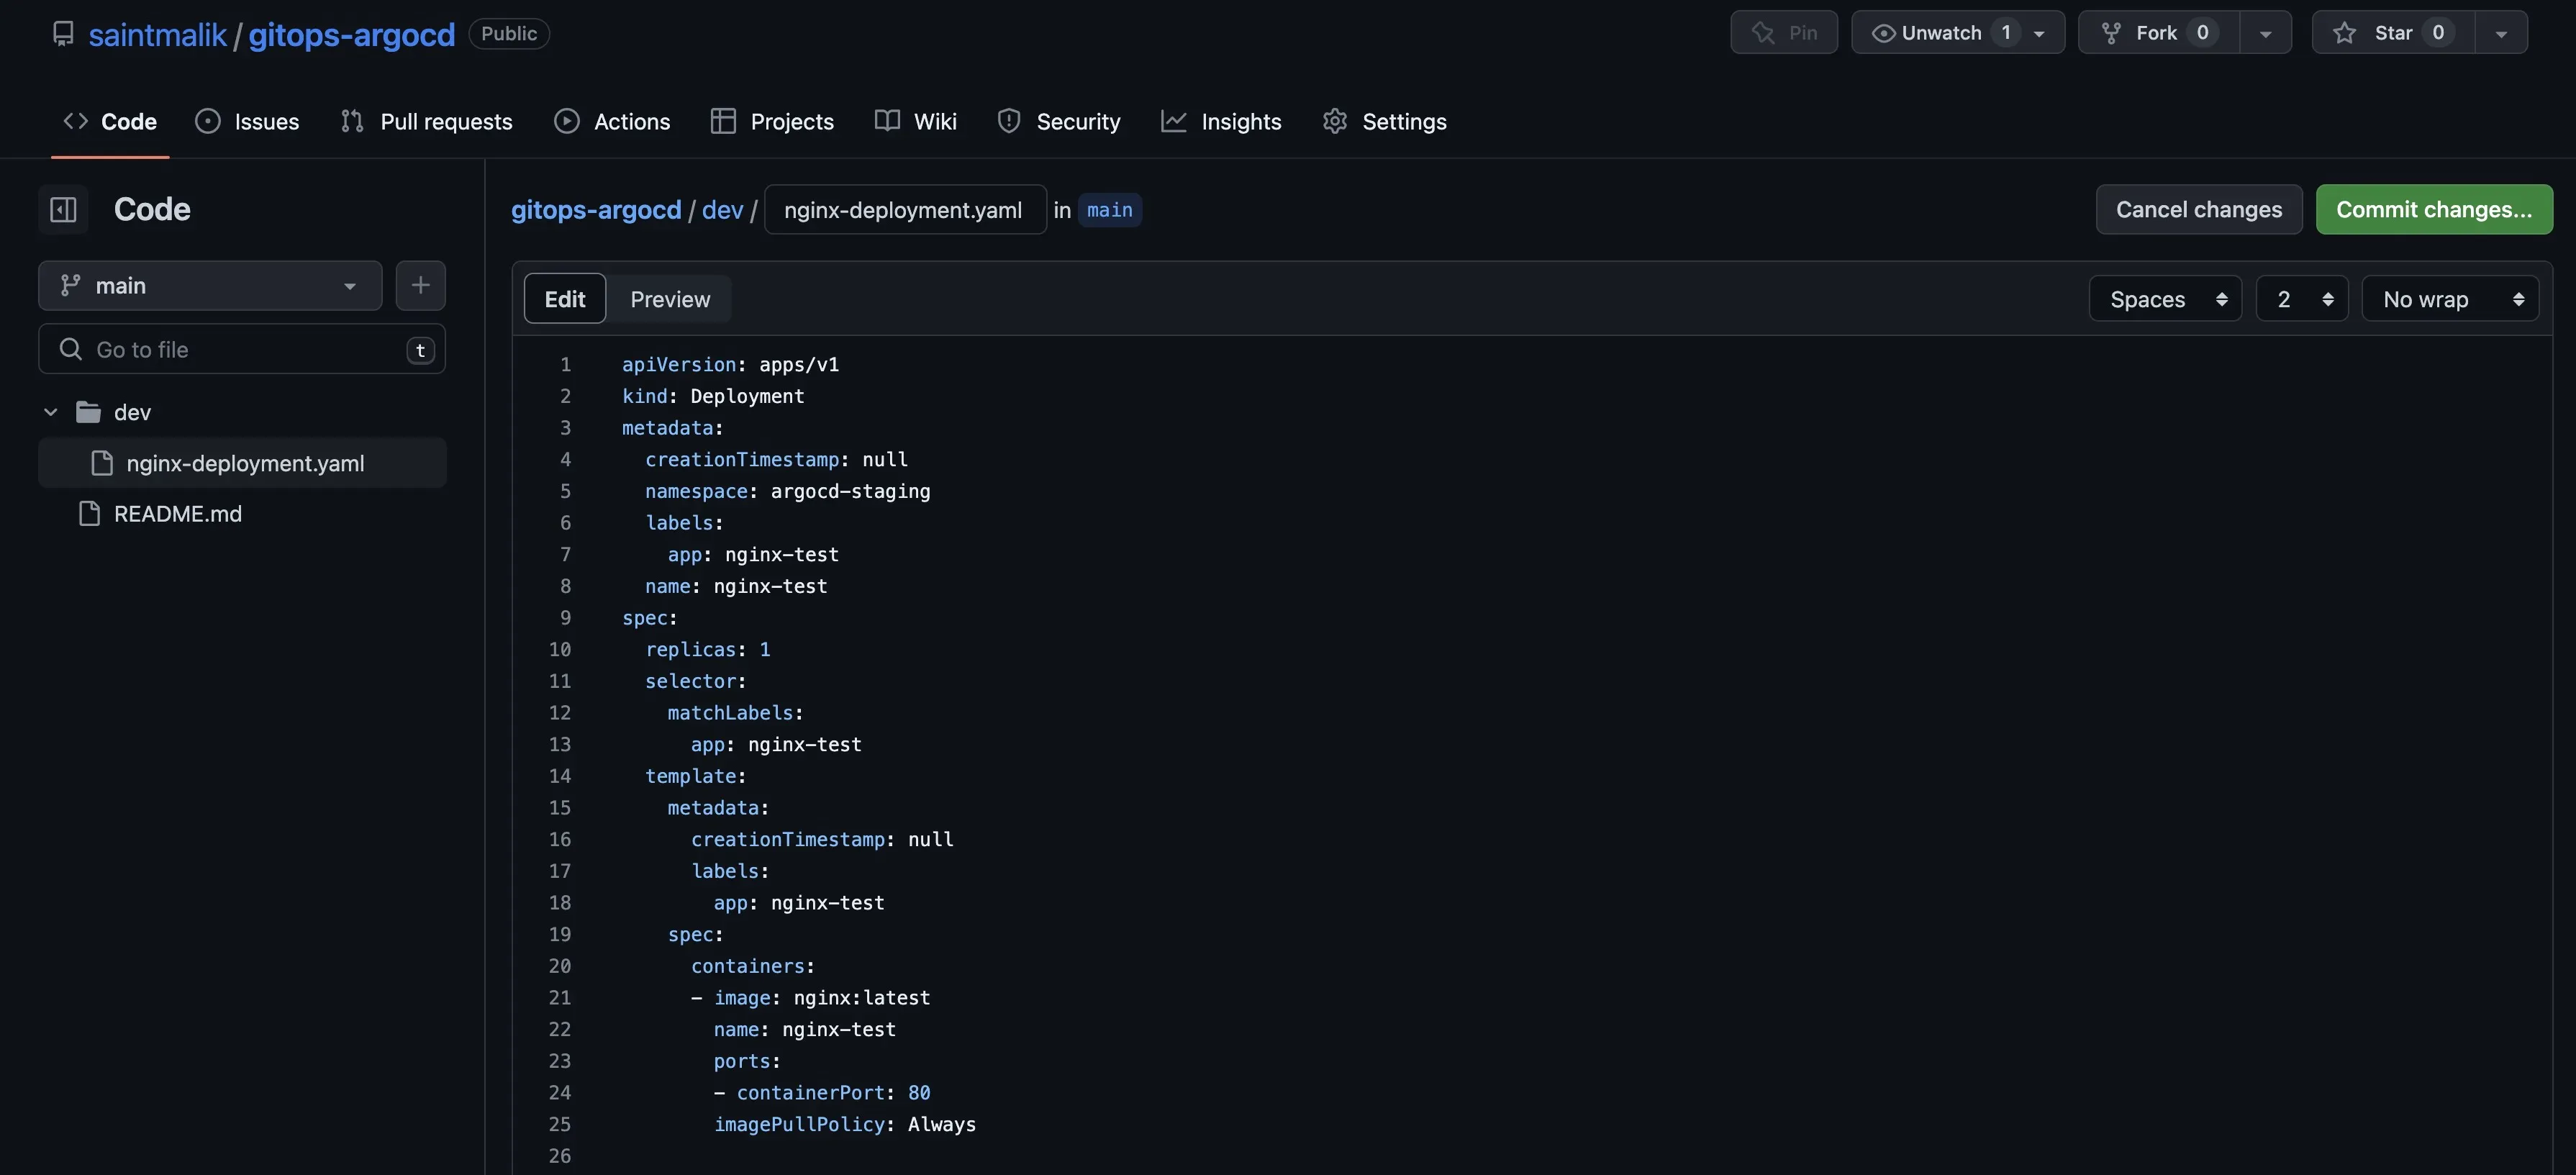 saintmalik / gitops-argocd Public Pin Unwatch 1 Fork 0 Star 0
Code Issues Pull requests Actions Projects Wiki Security Insights Settings
Code
main
Go to file t
dev
nginx-deployment.yaml
README.md
gitops-argocd / dev / nginx-deployment.yaml in main Cancel changes Commit changes...
Edit Preview Spaces 2 No wrap
1 apiVersion: apps/v1
2 kind: Deployment
3 metadata:
4   creationTimestamp: null
5   namespace: argocd-staging
6   labels:
7     app: nginx-test
8   name: nginx-test
9 spec:
10   replicas: 1
11   selector:
12     matchLabels:
13       app: nginx-test
14   template:
15     metadata:
16       creationTimestamp: null
17       labels:
18         app: nginx-test
19     spec:
20       containers:
21       - image: nginx:latest
22         name: nginx-test
23         ports:
24         - containerPort: 80
25         imagePullPolicy: Always
26